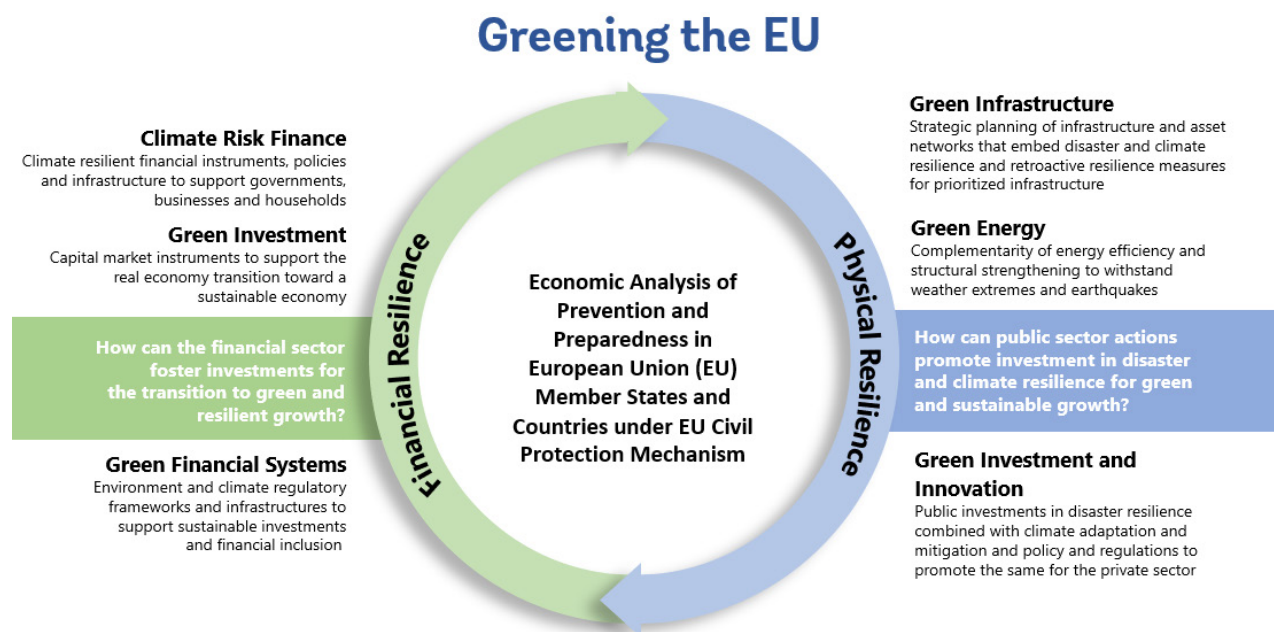 Greening the EU
Climate Risk Finance
Climate resilient financial instruments, policies
and infrastructure to support governments,
businesses and households
Green Investment
Capital market instruments to support the
real economy transition toward a
sustainable economy
How can the financial sector
foster investments for
the transition to green and
resilient growth?
Green Financial Systems
Environment and climate regulatory
frameworks and infrastructures to
support sustainable investments
and financial inclusion
Financial Resilience
Economic Analysis of
Prevention and
Preparedness in
European Union (EU)
Member States and
Countries under EU Civil
Protection Mechanism
Physical Resilience
Green Infrastructure
Strategic planning of infrastructure and asset
networks that embed disaster and climate
resilience and retroactive resilience measures
for prioritized infrastructure
Green Energy
Complementarity of energy efficiency and
structural strengthening to withstand
weather extremes and earthquakes
How can public sector actions
promote investment in disaster
and climate resilience for green
and sustainable growth?
Green Investment and
Innovation
Public investments in disaster resilience
combined with climate adaptation and
mitigation and policy and regulations to
promote the same for the private sector